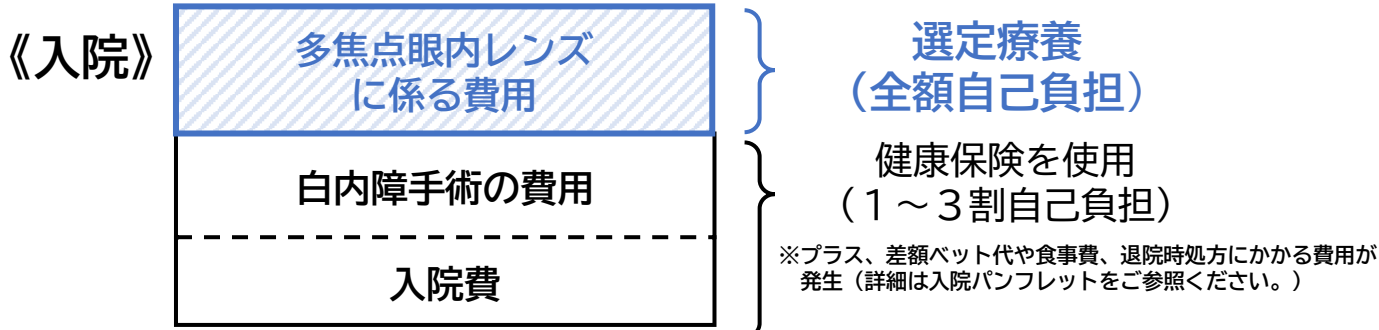 《入院》
多焦点眼内レンズ
に係る費用
選定療養
（全額自己負担）
白内障手術の費用
入院費
健康保険を使用
（１～３割自己負担）
※プラス、差額ベット代や食事費、退院時処方にかかる費用が
発生（詳細は入院パンフレットをご参照ください。）